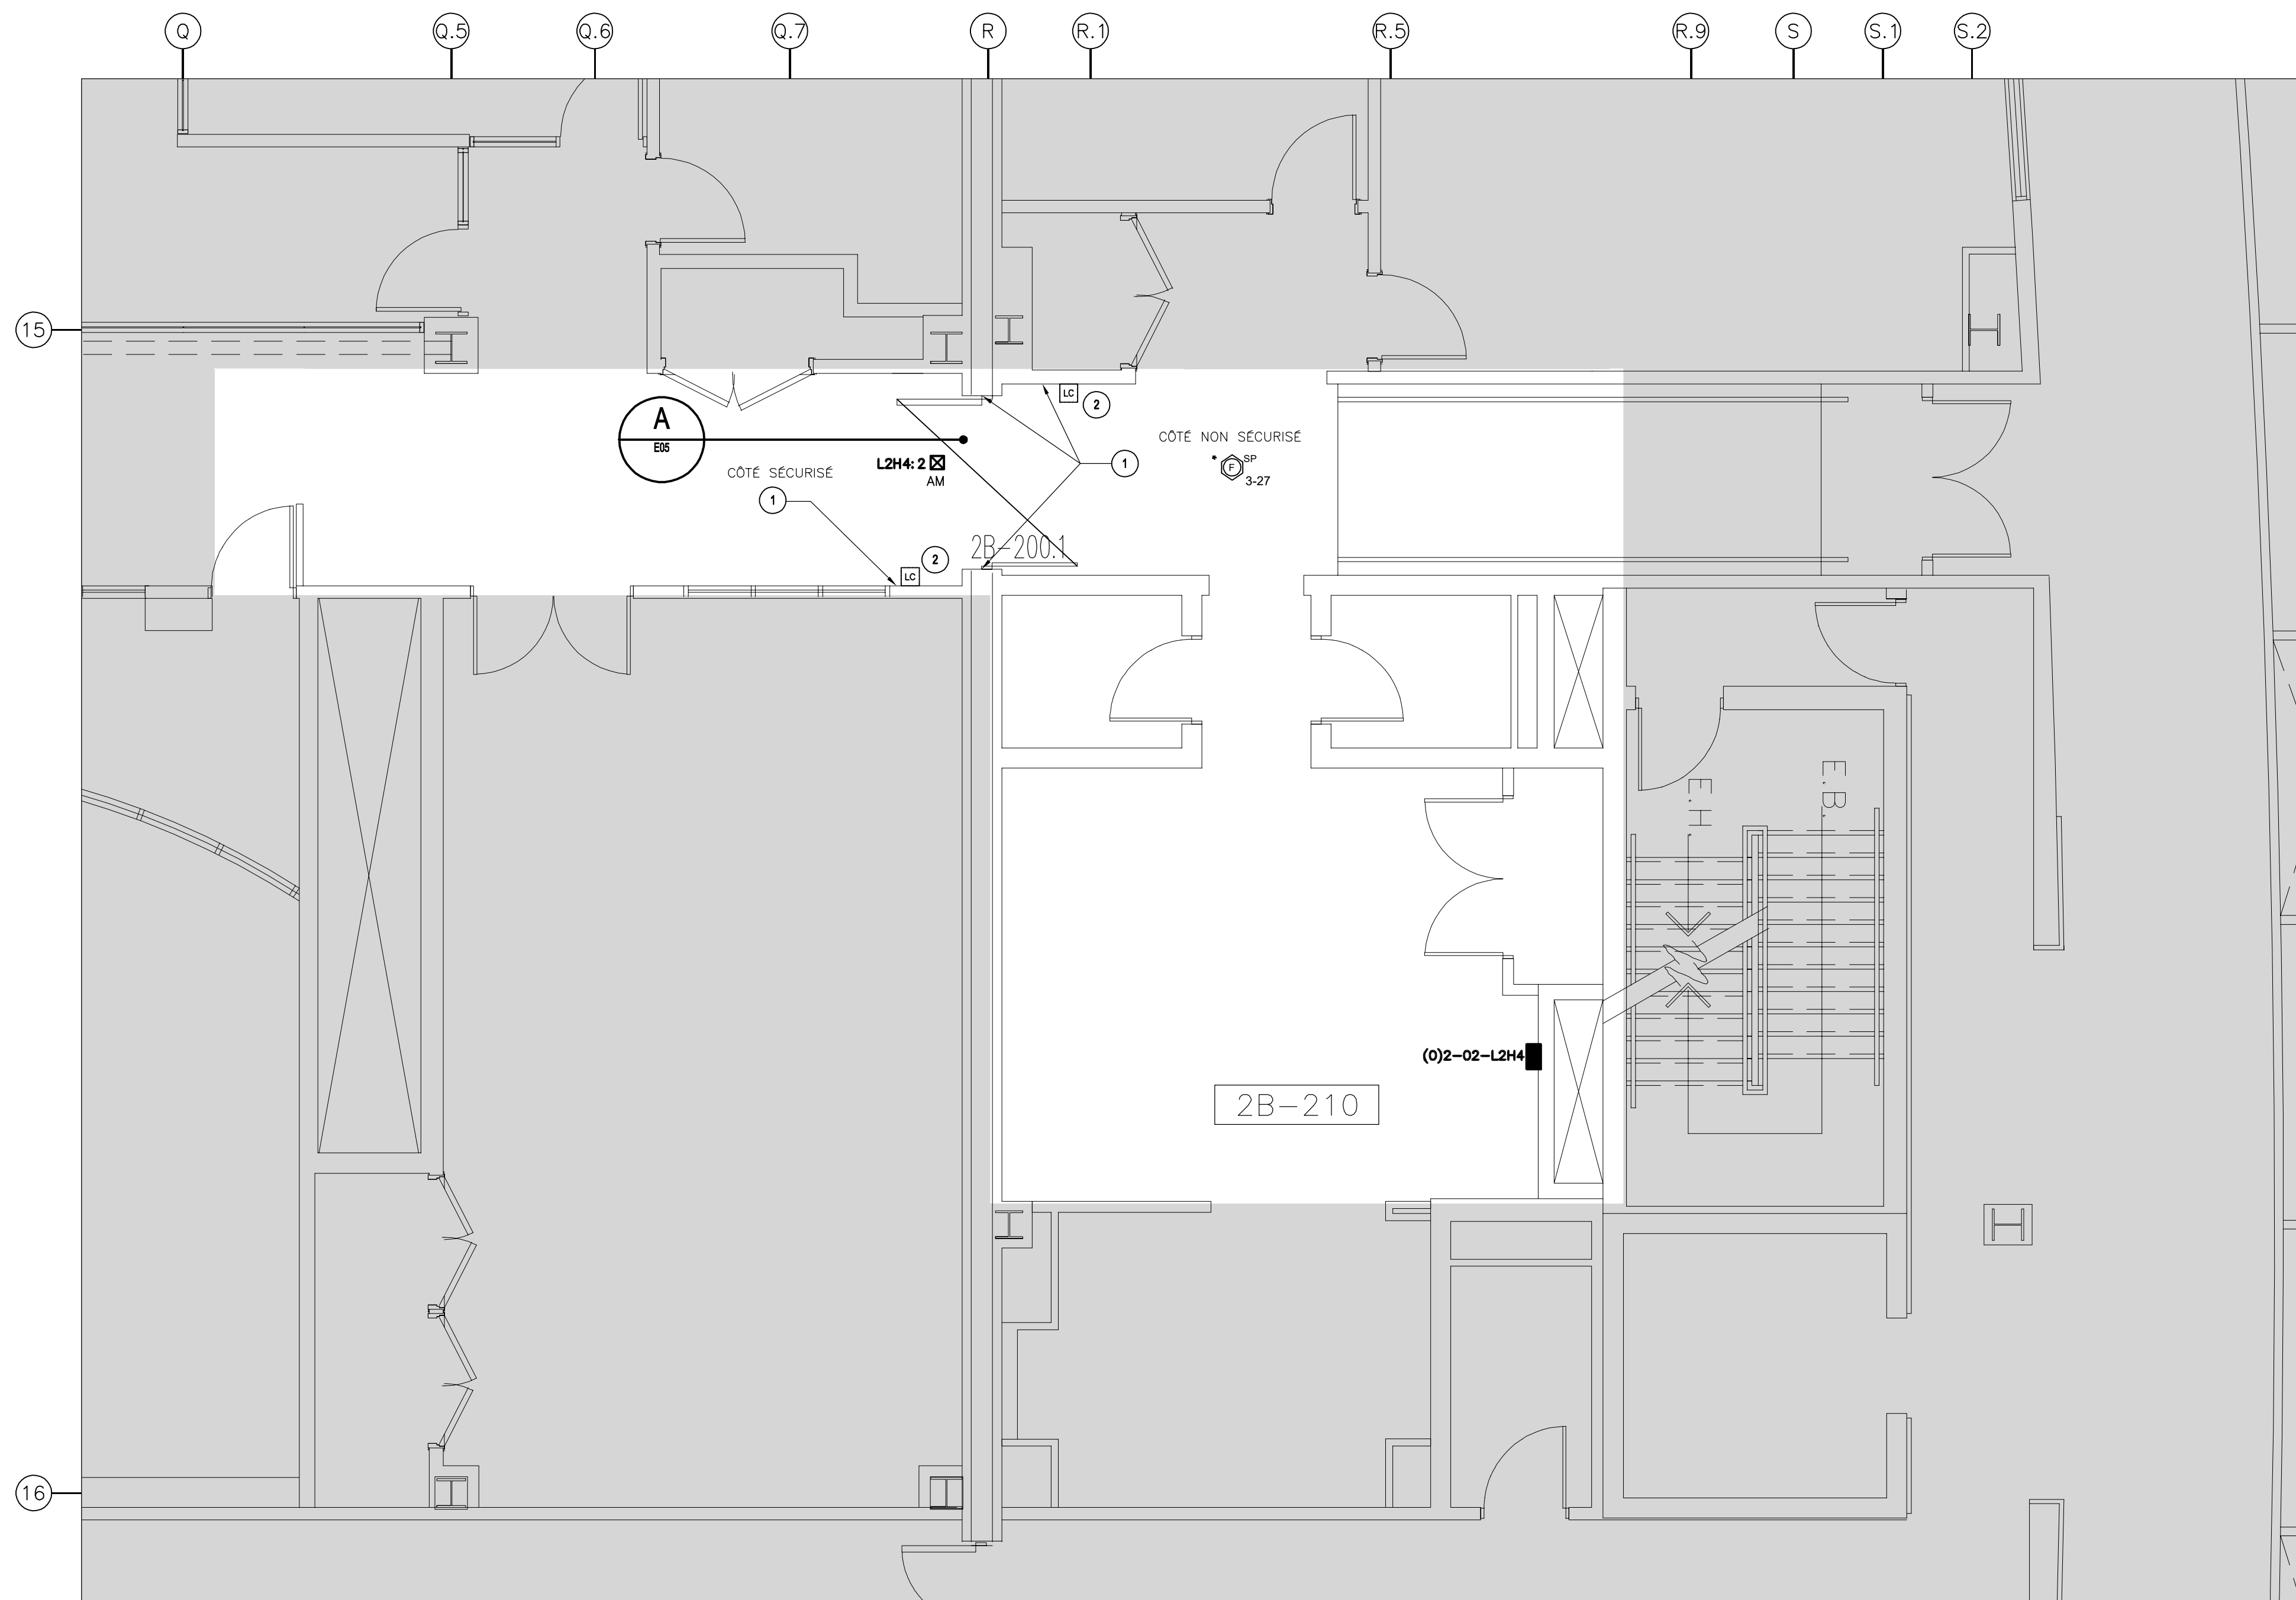 Q
Q.5
Q.6
Q.7
R
R.1
R.5
R.9
S
S.1
S.2
15
LC
2
A
E05
CÔTÉ NON SÉCURISÉ
* F SP
3-27
L2H4: 2
AM
1
CÔTÉ SÉCURISÉ
1
2B-200.1
2
LC
E.B.
E.H.
(0)2-02-L2H4
2B-210
16